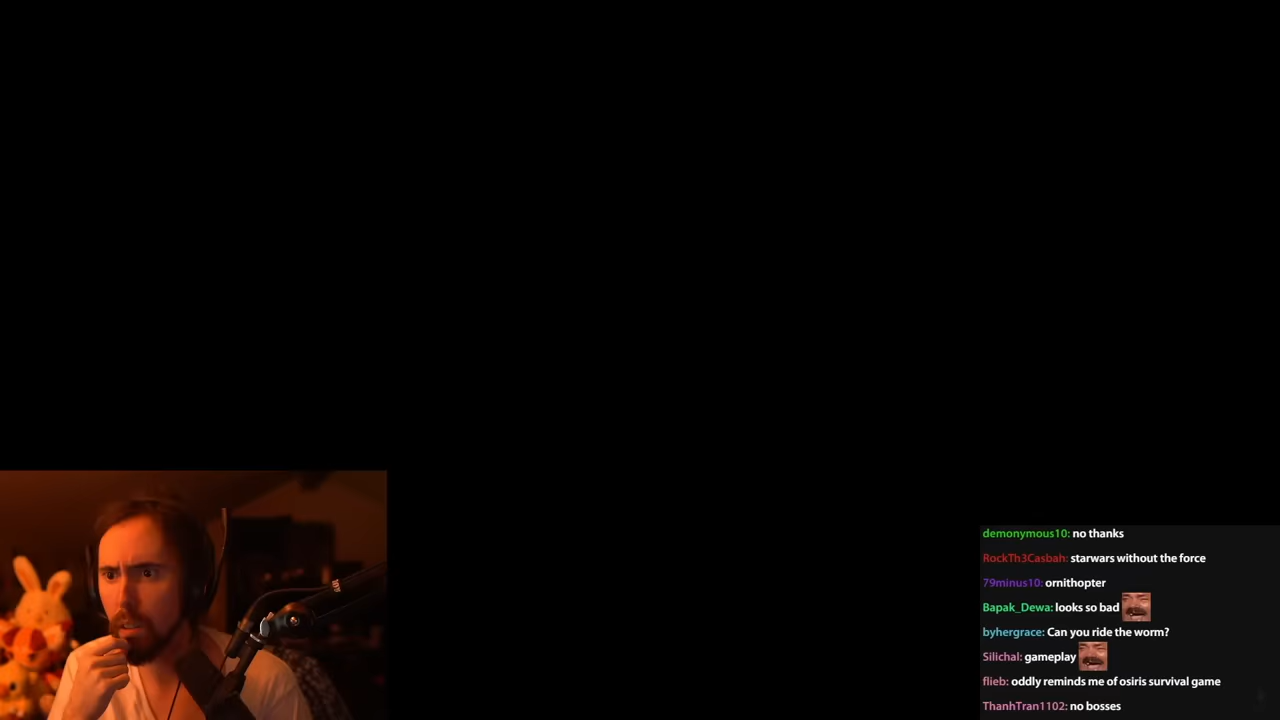 demonymous10: no thanks
RockTh3Casbah: starwars without the force
79minus10: ornithopter
Bapak_Dewa: looks so bad
byhergrace: Can you ride the worm?
Silichal: gameplay
flieb: oddly reminds me of osiris survival game
ThanhTran1102: no bosses